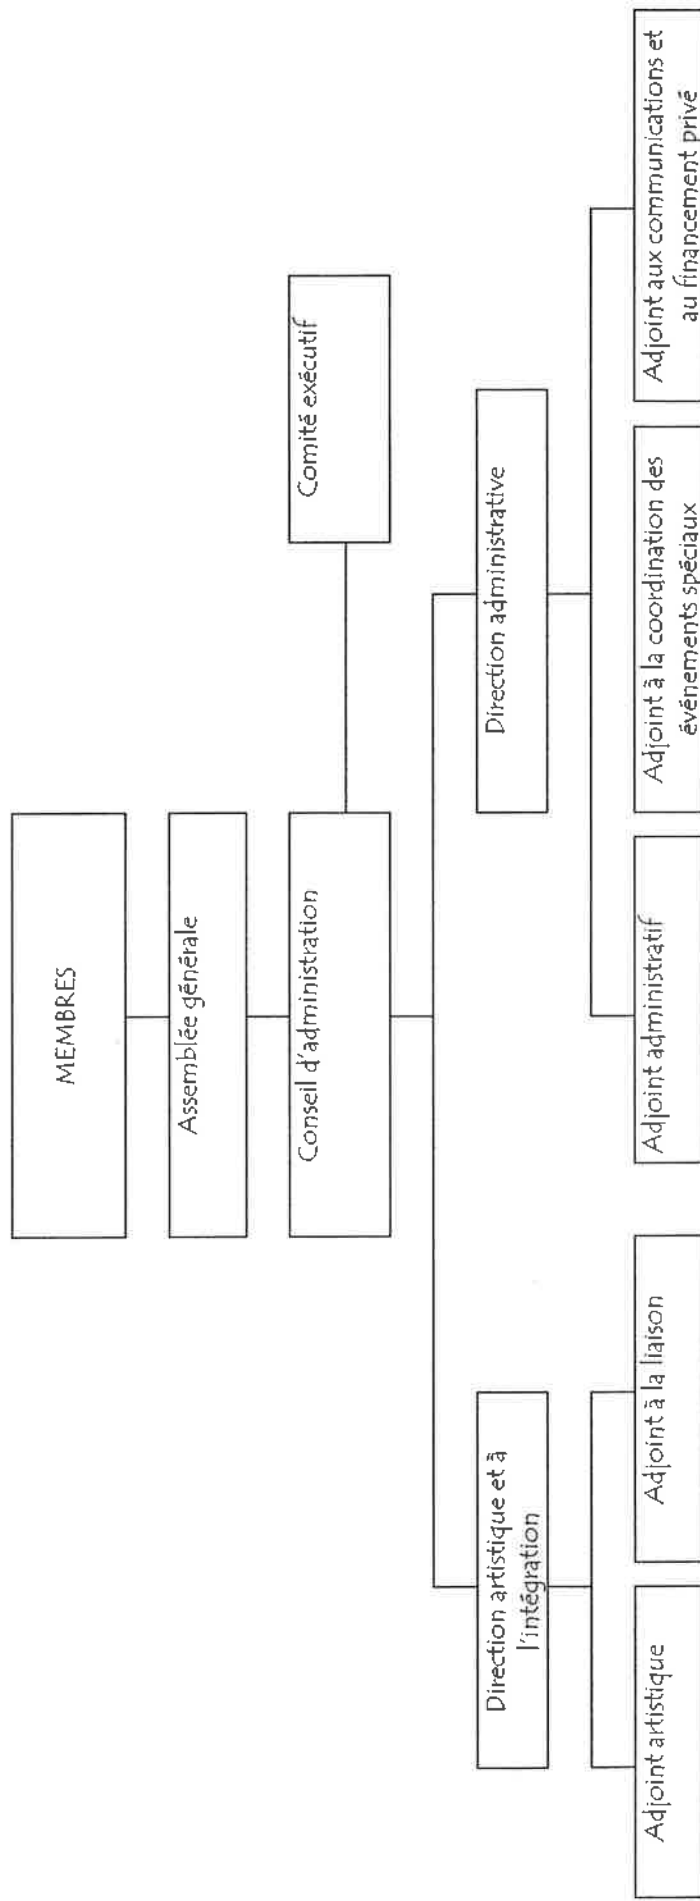 MEMBRES
Assemblée générale
Conseil d'administration
Comité exécutif
Direction artistique et à
l'intégration
Direction administrative
Adjoint artistique
Adjoint à la liaison
Adjoint administratif
Adjoint à la coordination des
événements spéciaux
Adjoint aux communications et
au financement privé